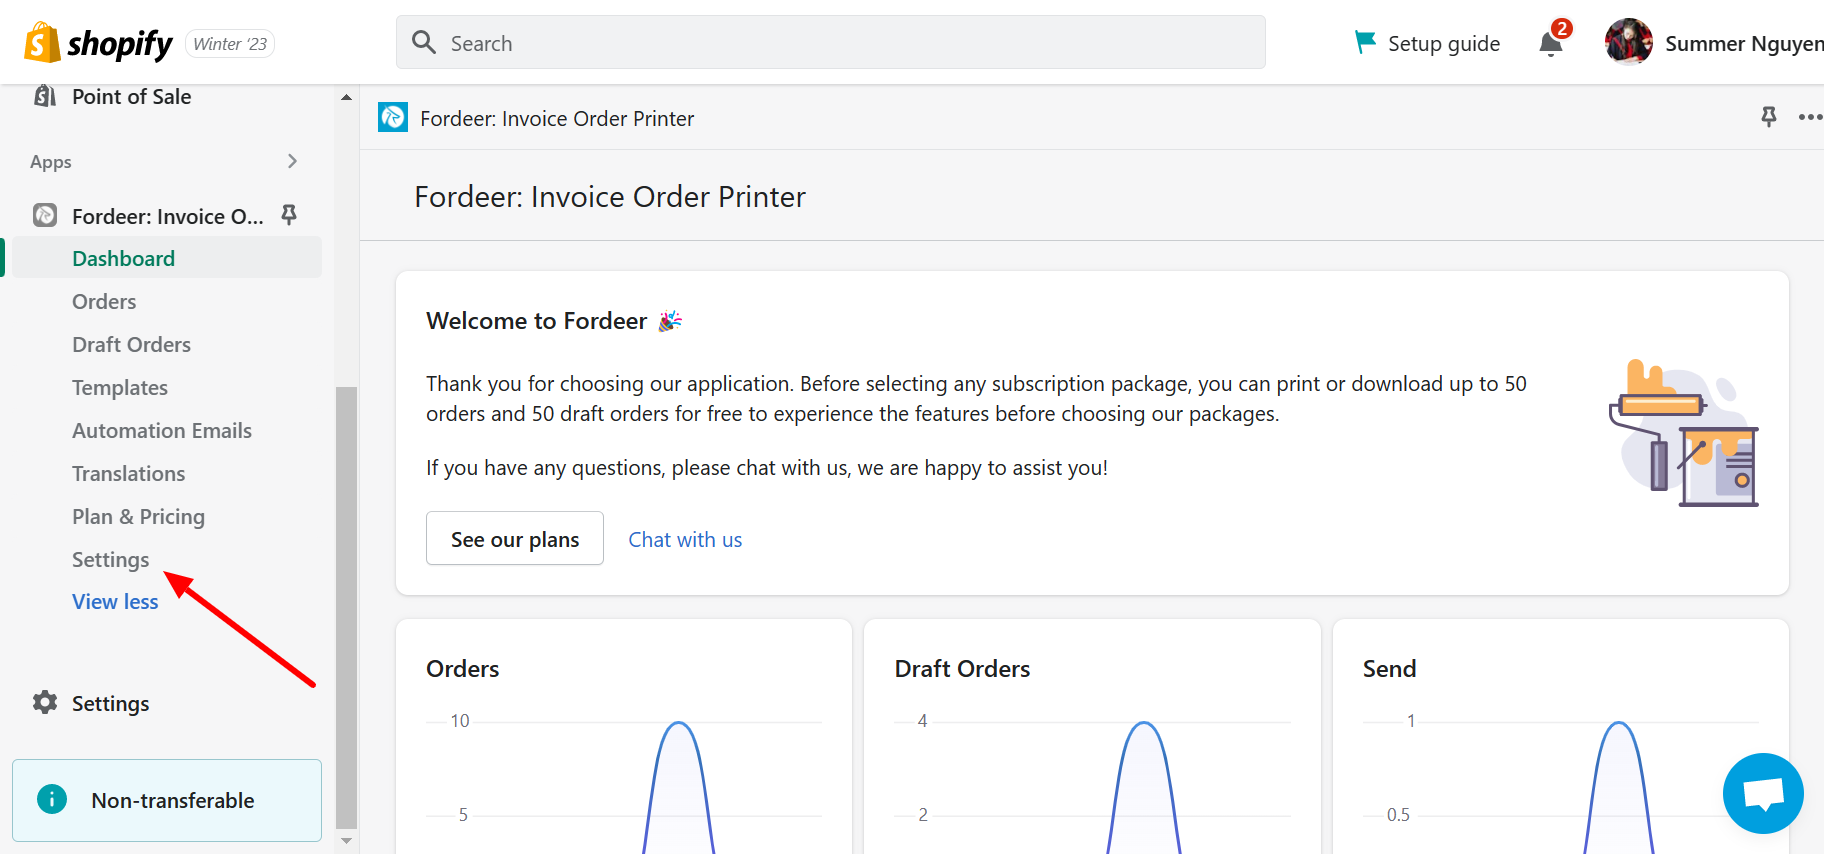 shopify
Winter ‘23
Search
Setup guide
2
Summer Nguyen
Point of Sale
Apps
Fordeer: Invoice O...
Dashboard
Orders
Draft Orders
Templates
Automation Emails
Translations
Plan & Pricing
Settings
View less
Settings
Non-transferable
Fordeer: Invoice Order Printer
Fordeer: Invoice Order Printer
Welcome to Fordeer
Thank you for choosing our application. Before selecting any subscription package, you can print or download up to 50
orders and 50 draft orders for free to experience the features before choosing our packages.
If you have any questions, please chat with us, we are happy to assist you!
See our plans
Chat with us
Orders
10
5
Draft Orders
4
2
Send
1
0.5